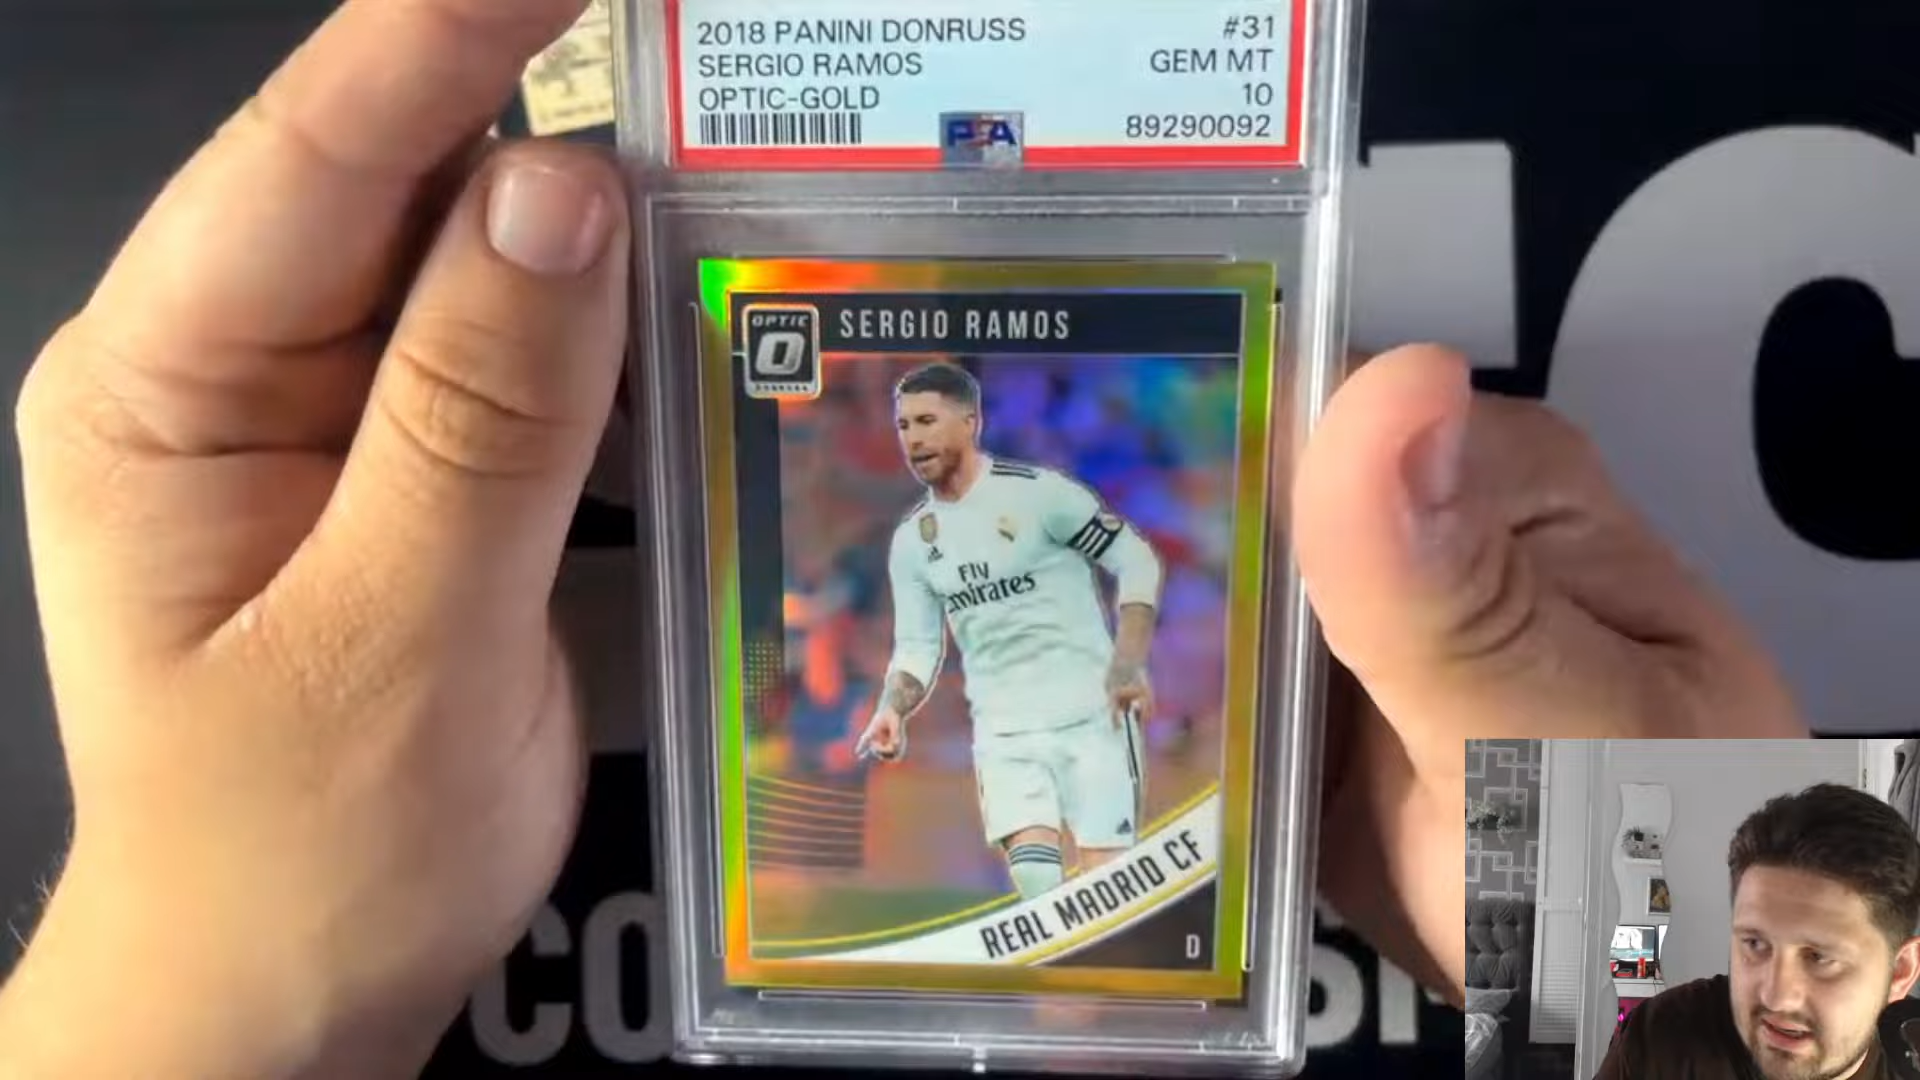 2018 PANINI DONRUSS #31
SERGIO RAMOS GEM MT
OPTIC-GOLD 10
PSA 89290092
OPTIC SERGIO RAMOS
Fly
Emirates
REAL MADRID CF
D